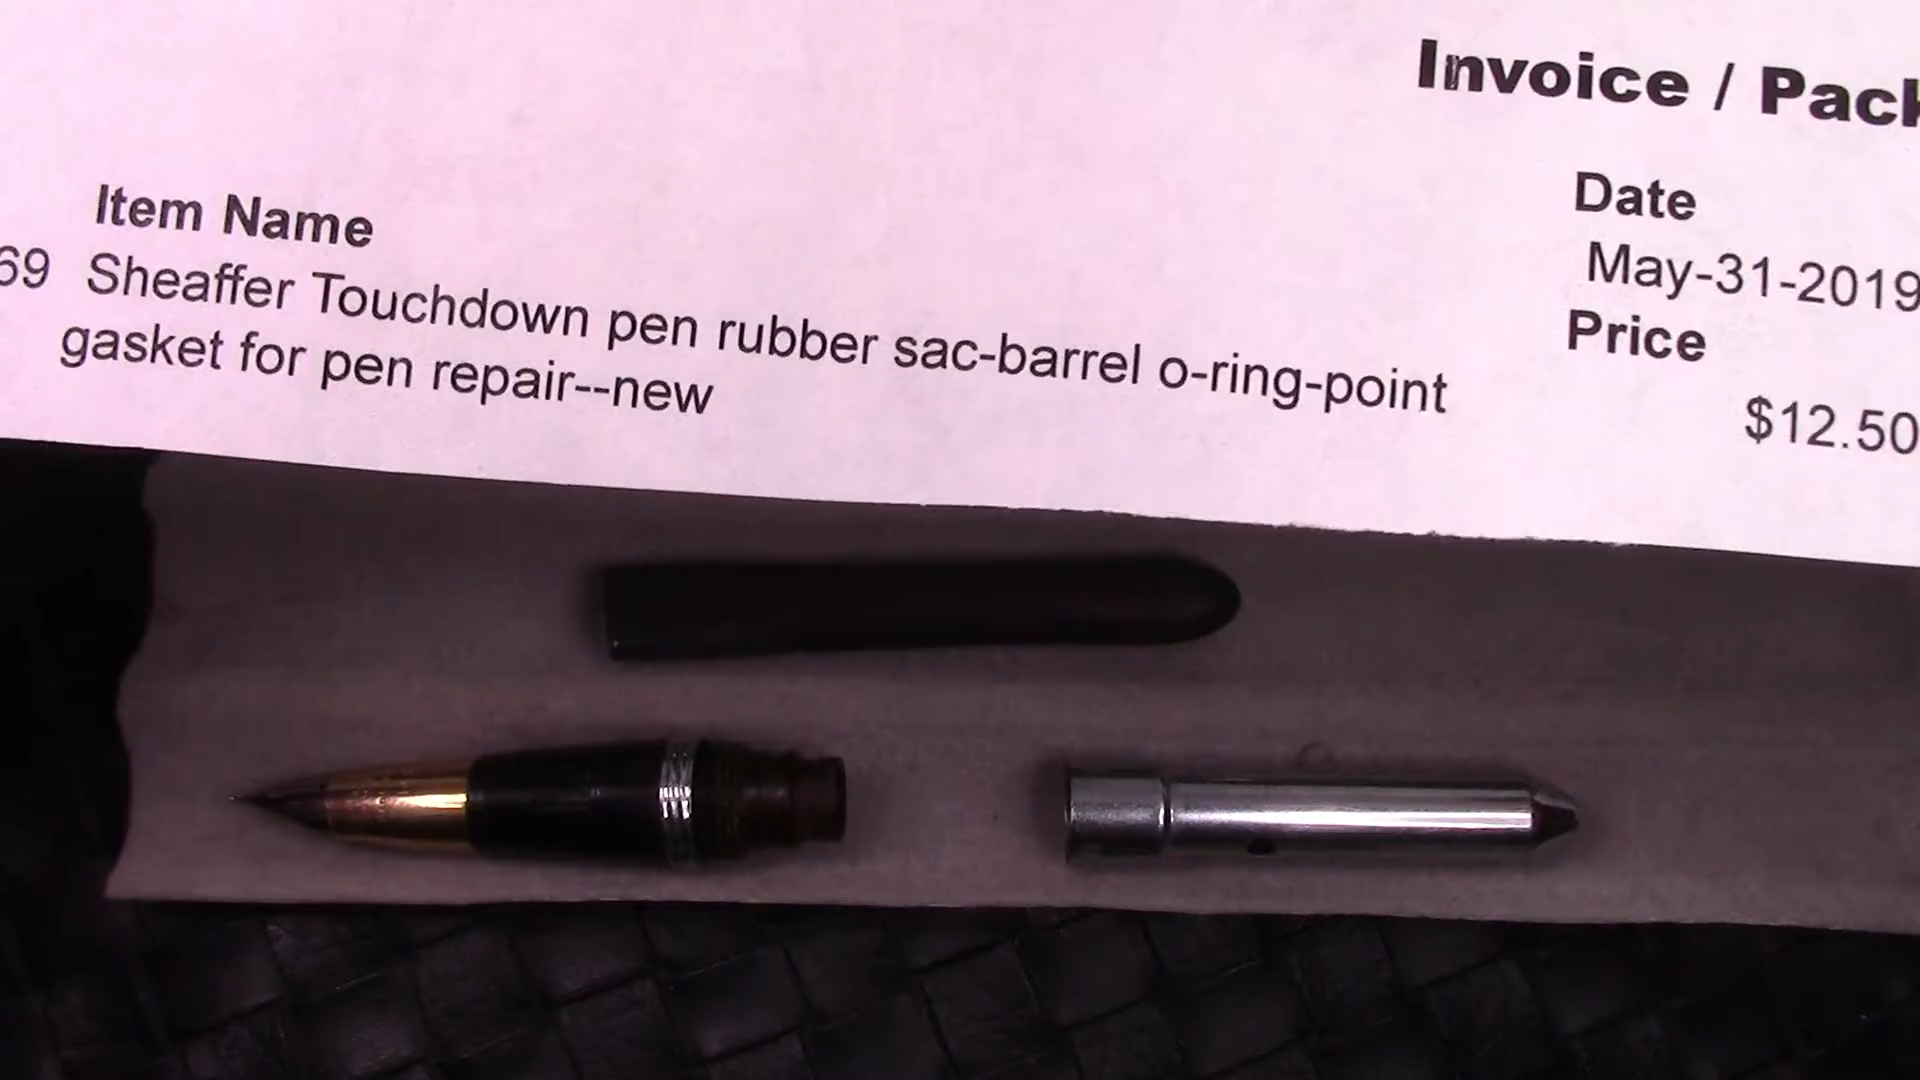 Invoice / Pack
Date
May-31-2019
Price
$12.50
Item Name
69 Sheaffer Touchdown pen rubber sac-barrel o-ring-point
gasket for pen repair--new